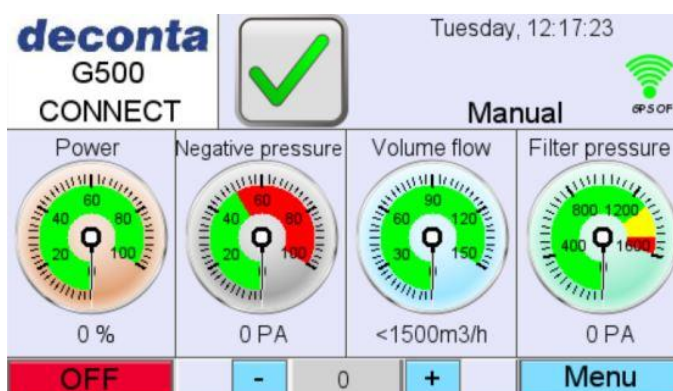 deconta
G500
CONNECT
Tuesday, 12:17:23
Manual
GPS OF
Power
20
40
60
80
100
0 %
Negative pressure
40
60
80
100
0 PA
Volume flow
30
60
90
120
150
<1500m3/h
Filter pressure
400
800
1200
1600
0 PA
OFF
-
0
+
Menu